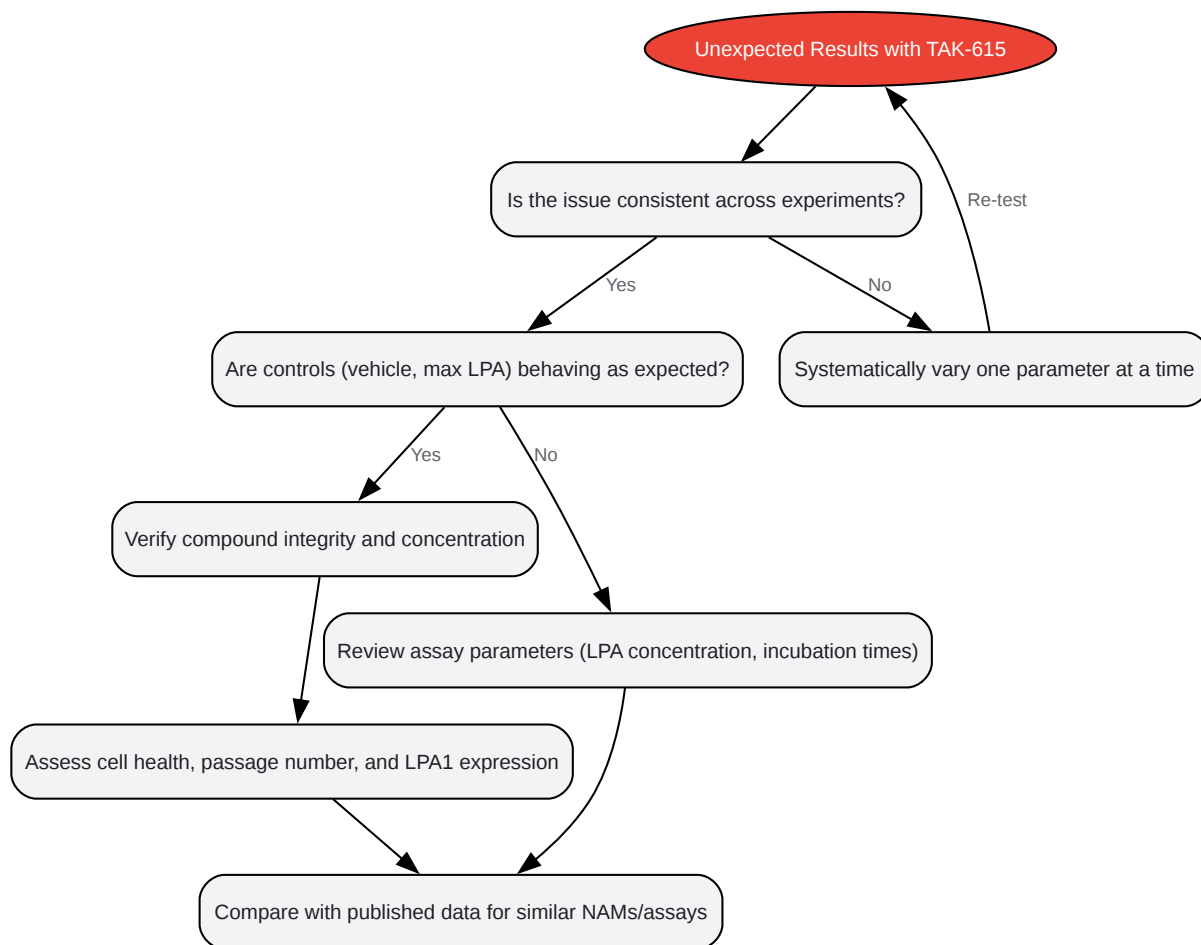 Unexpected Results with TAK-615
Is the issue consistent across experiments?
Re-test
Yes
No
Are controls (vehicle, max LPA) behaving as expected?
Systematically vary one parameter at a time
Yes
No
Verify compound integrity and concentration
Review assay parameters (LPA concentration, incubation times)
Assess cell health, passage number, and LPA1 expression
Compare with published data for similar NAMs/assays